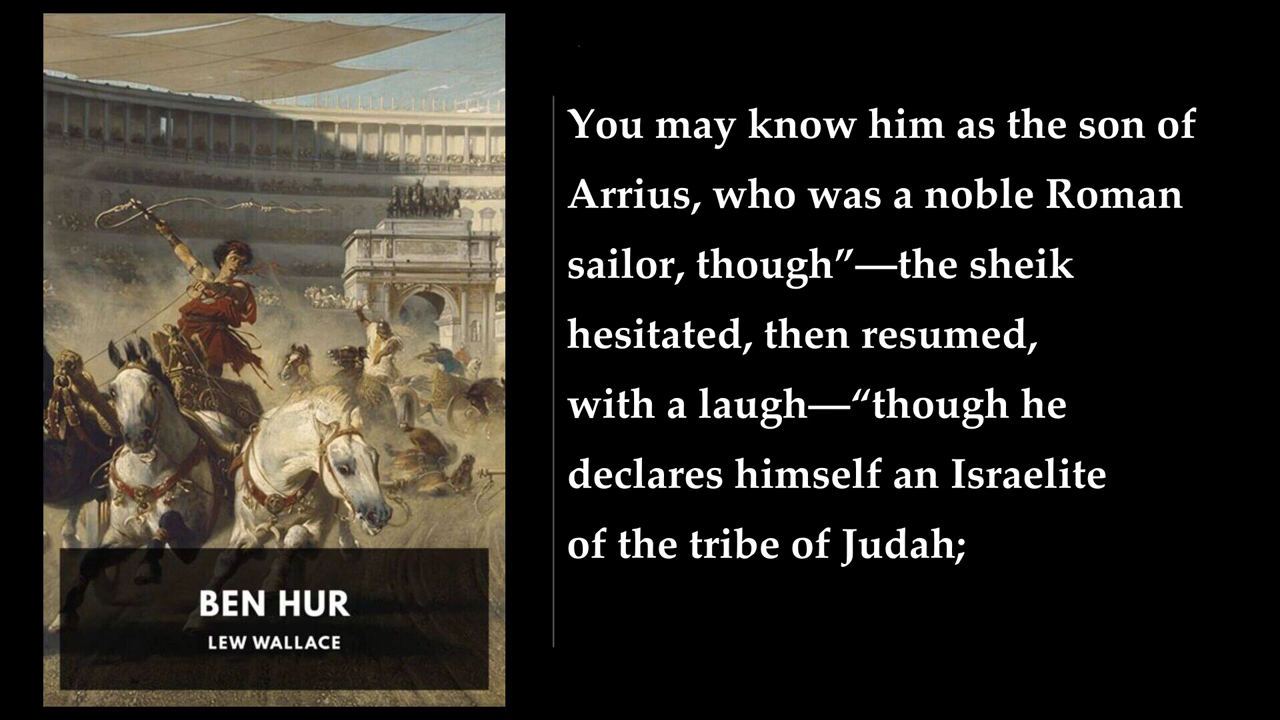 BEN HUR
LEW WALLACE
You may know him as the son of
Arrius, who was a noble Roman
sailor, though”—the sheik
hesitated, then resumed,
with a laugh—“though he
declares himself an Israelite
of the tribe of Judah;